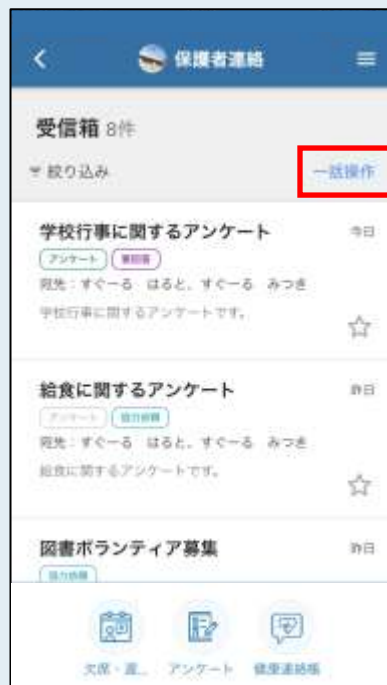 保護者連絡
受信箱 8件
絞り込み
一括操作
学校行事に関するアンケート
今日
アンケート 要回答
宛先：すぐーる はると、すぐーる みつき
学校行事に関するアンケートです。
給食に関するアンケート
昨日
アンケート 協力依頼
宛先：すぐーる はると、すぐーる みつき
給食に関するアンケートです。
図書ボランティア募集
昨日
協力依頼
欠席・遅… アンケート 健康連絡帳